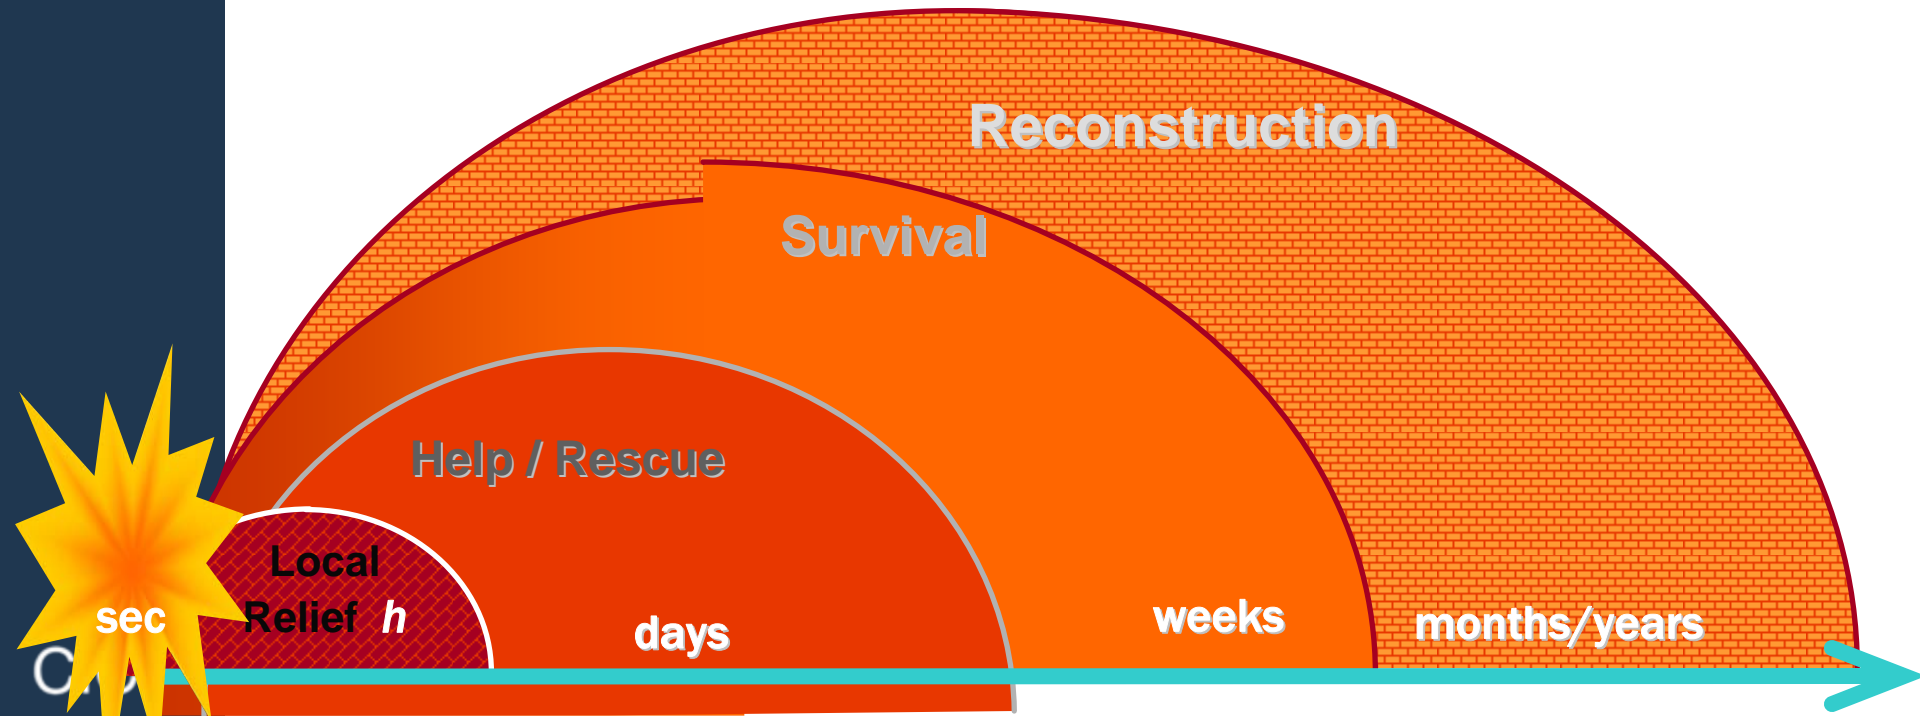 Reconstruction
Survival
Help / Rescue
Local
Relief h
sec
days
weeks
months/years